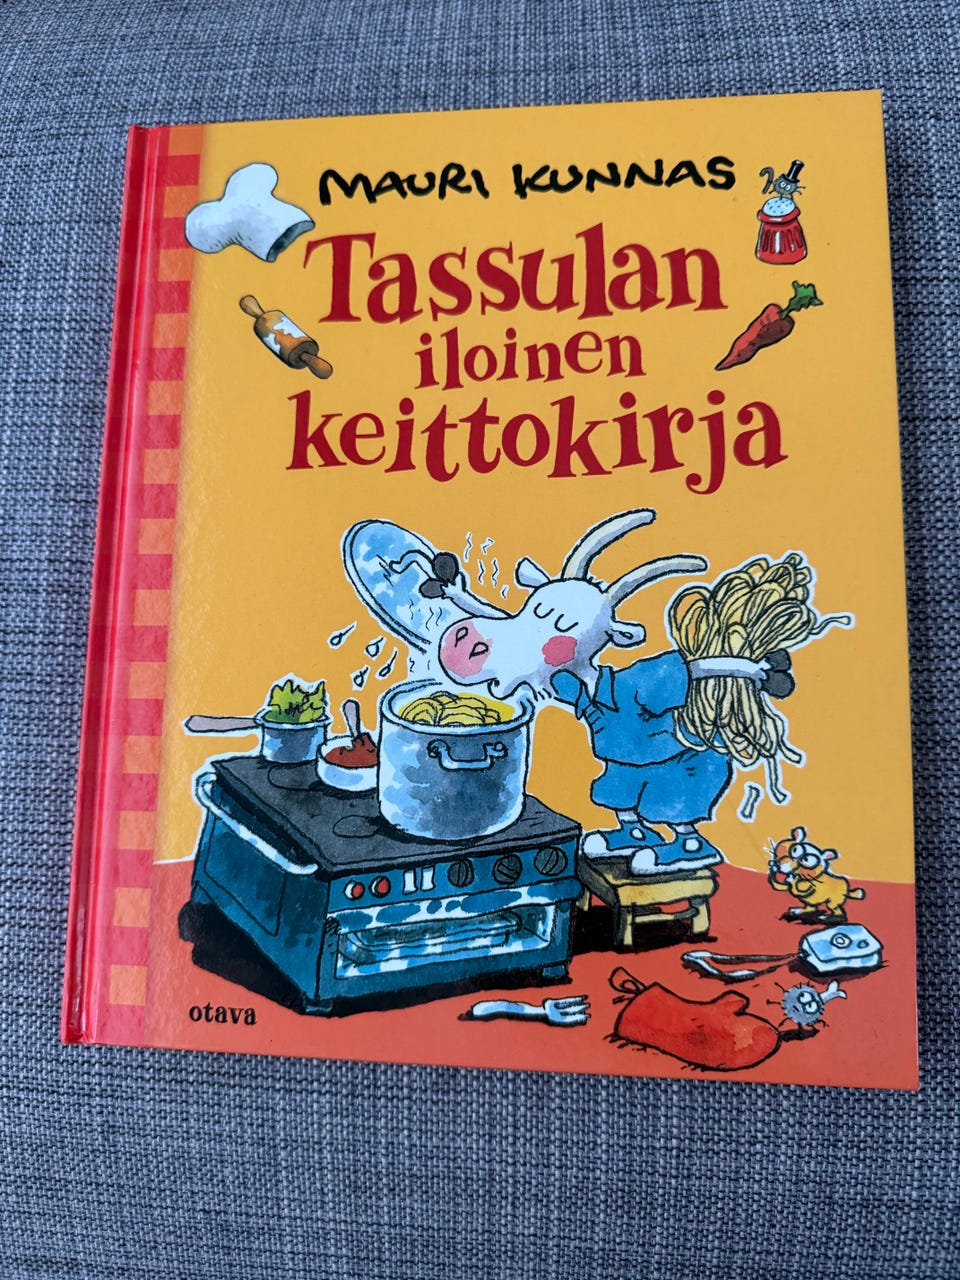 MAURI KUNNAS
Tassulan
iloinen
keittokirja
otava